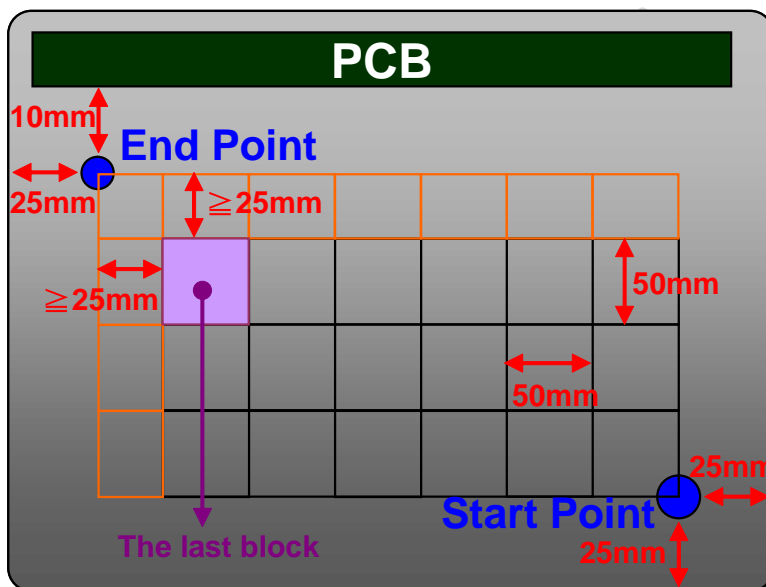 PCB
10mm
End Point
25mm
≧25mm
≧25mm
50mm
50mm
25mm
Start Point
25mm
The last block